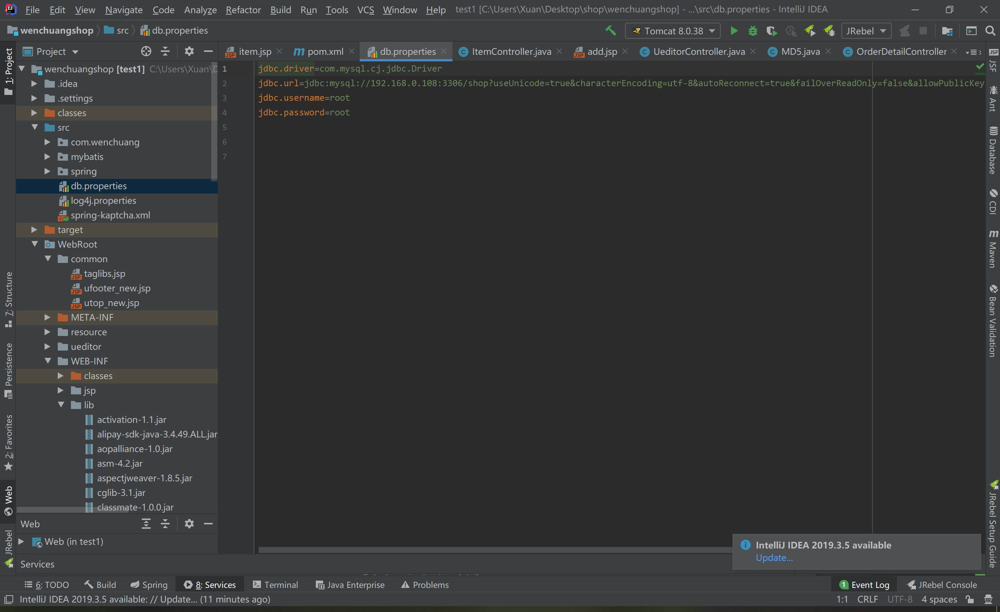 File Edit View Navigate Code Analyze Refactor Build Run Tools VCS Window Help test1 [C:\Users\Xuan\Desktop\shop\wenchuangshop] - ...\src\db.properties - IntelliJ IDEA
wenchuangshop src db.properties Tomcat 8.0.38 JRebel
Project item.jsp pom.xml db.properties ItemController.java add.jsp UeditorController.java MD5.java OrderDetailController 3
wenchuangshop [test1] C:\Users\Xuan\D
.idea
.settings
classes
src
com.wenchuang
mybatis
spring
db.properties
log4j.properties
spring-kaptcha.xml
target
WebRoot
common
taglibs.jsp
ufooter_new.jsp
utop_new.jsp
META-INF
resource
ueditor
WEB-INF
classes
jsp
lib
activation-1.1.jar
alipay-sdk-java-3.4.49.ALL.jar
aopalliance-1.0.jar
asm-4.2.jar
aspectjweaver-1.8.5.jar
cglib-3.1.jar
classmate-1.0.0.jar
1 jdbc.driver=com.mysql.cj.jdbc.Driver
2 jdbc.url=jdbc:mysql://192.168.0.108:3306/shop?useUnicode=true&characterEncoding=utf-8&autoReconnect=true&failOverReadOnly=false&allowPublicKey
3 jdbc.username=root
4 jdbc.password=root
5
6
7
1: Project
7: Structure
Persistence
2: Favorites
Web
JRebel
JSF
Ant
Database
CDI
Maven
Bean Validation
JRebel Setup Guide
Web
Web (in test1)
Services
IntelliJ IDEA 2019.3.5 available
Update...
6: TODO Build Spring 8: Services Terminal Java Enterprise Problems 1 Event Log JRebel Console
IntelliJ IDEA 2019.3.5 available: // Update... (11 minutes ago) 1:1 CRLF UTF-8 4 spaces